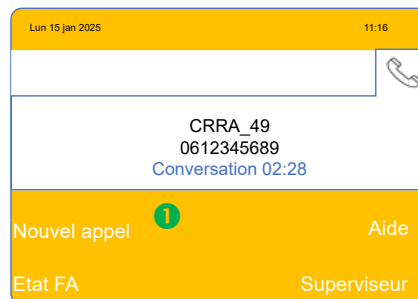 Lun 15 jan 2025 11:16
CRRA_49
0612345689
Conversation 02:28
1
Nouvel appel Aide
Etat FA Superviseur